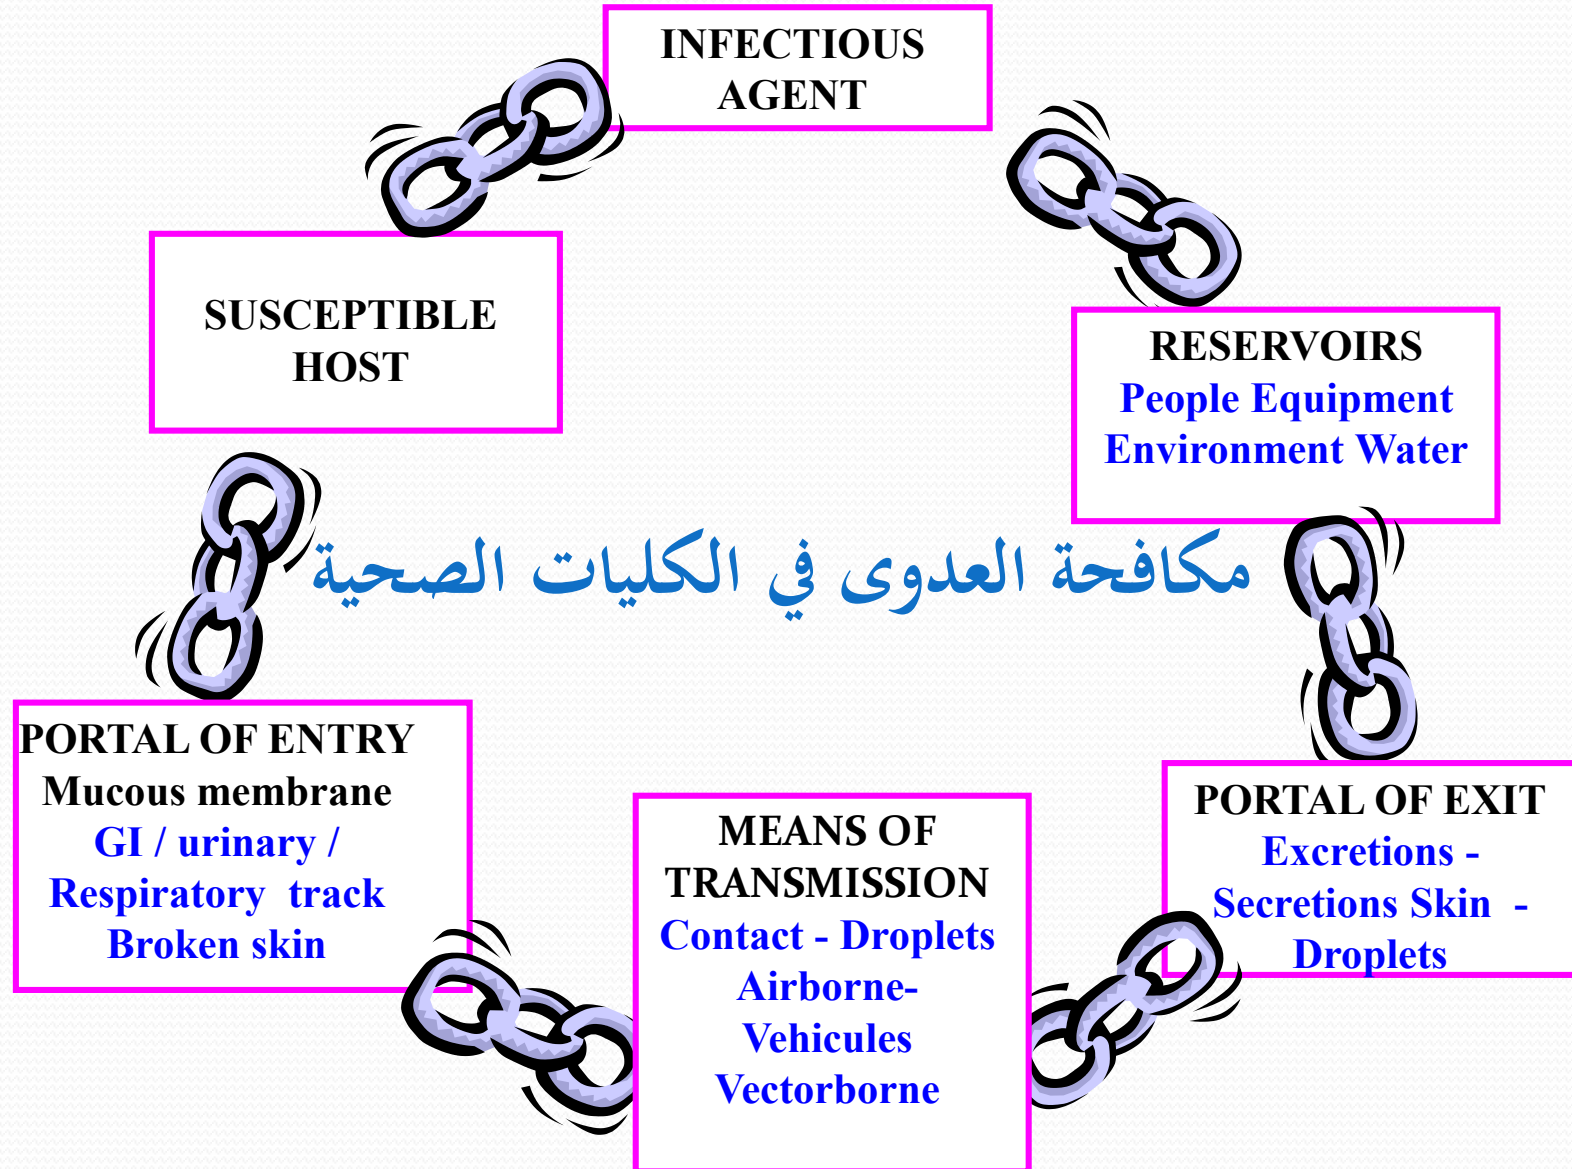 INFECTIOUS
AGENT
SUSCEPTIBLE
HOST
RESERVOIRS
People Equipment
Environment Water
مكافحة العدوى في الكليات الصحية
PORTAL OF ENTRY
Mucous membrane
GI / urinary /
Respiratory track
Broken skin
MEANS OF
TRANSMISSION
Contact - Droplets
Airborne-
Vehicules
Vectorborne
PORTAL OF EXIT
Excretions -
Secretions Skin -
Droplets